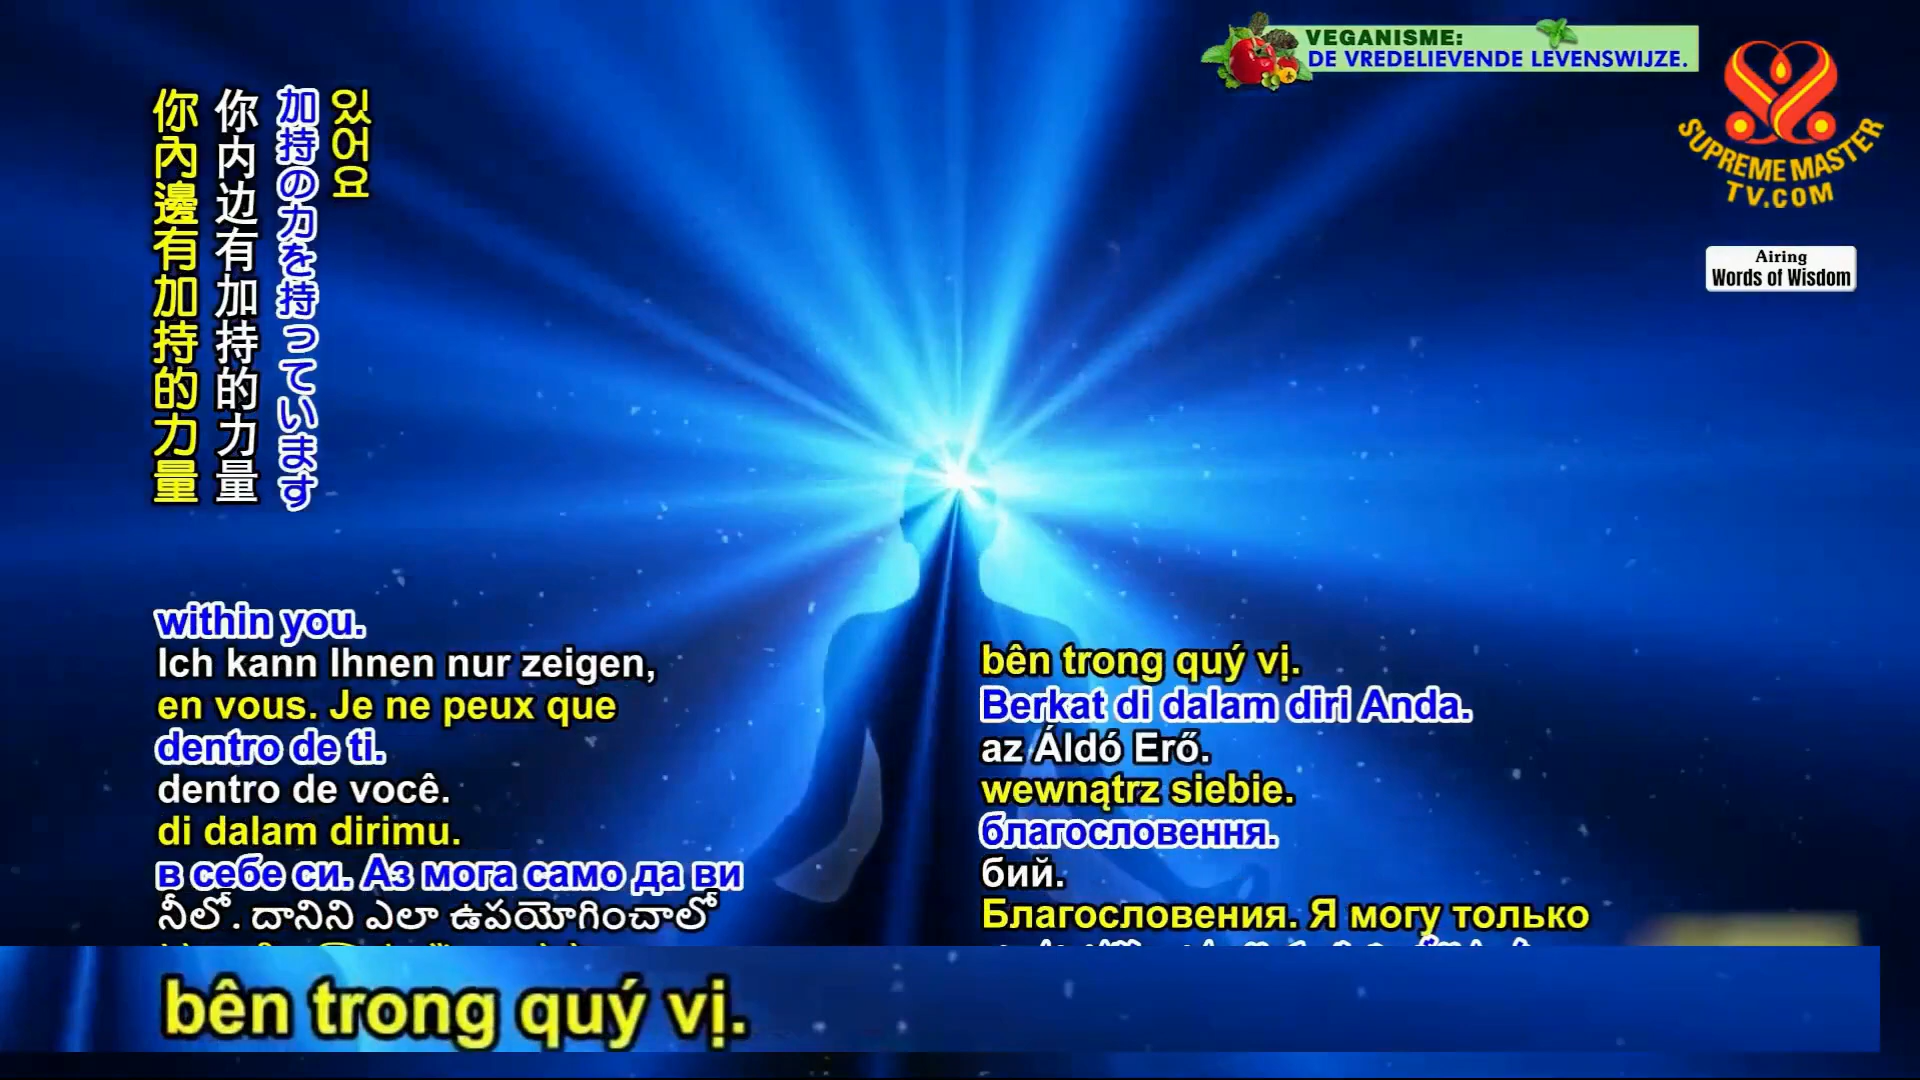 VEGANISME:
DE VREDELIEVENDE LEVENSWIJZE.
SUPREME MASTER
TV.COM
Airing
Words of Wisdom
있어요
加持の力を持っています
你内边有加持的力量
你內邊有加持的力量
within you.
Ich kann Ihnen nur zeigen,
en vous. Je ne peux que
dentro de ti.
dentro de você.
di dalam dirimu.
в себе си. Аз мога само да ви
నీలో. దానిని ఎలా ఉపయోగించాలో
bên trong quý vị.
Berkat di dalam diri Anda.
az Áldó Erő.
wewnątrz siebie.
благословення.
бий.
Благословения. Я могу только
bên trong quý vị.